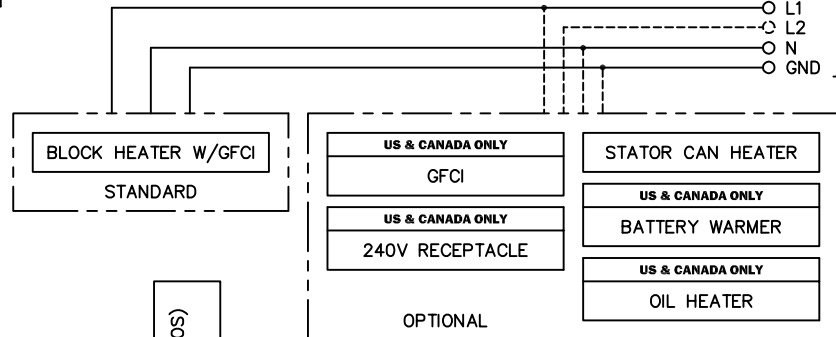 L1
L2
N
GND
BLOCK HEATER W/GFCI
STANDARD
US & CANADA ONLY
GFCI
US & CANADA ONLY
240V RECEPTACLE
STATOR CAN HEATER
US & CANADA ONLY
BATTERY WARMER
US & CANADA ONLY
OIL HEATER
OPTIONAL
OS)